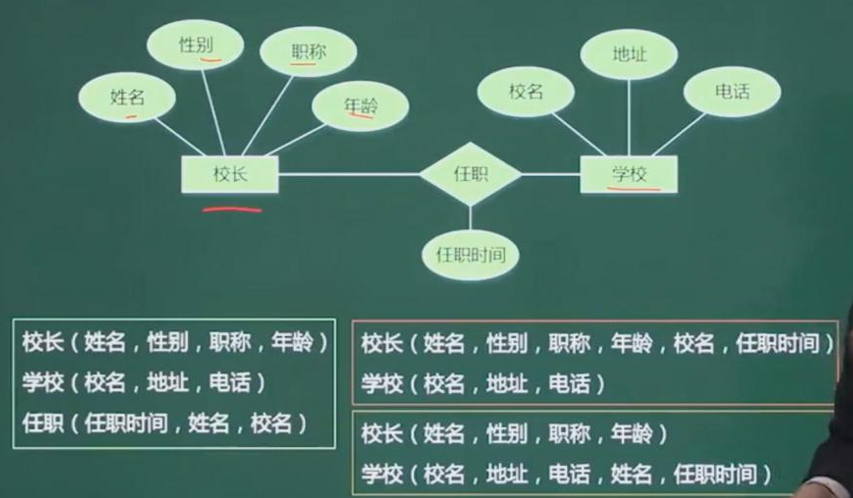 性别
职称
地址
姓名
年龄
校名
电话
校长
任职
学校
任职时间
校长（姓名，性别，职称，年龄）
学校（校名，地址，电话）
任职（任职时间，姓名，校名）
校长（姓名，性别，职称，年龄，校名，任职时间）
学校（校名，地址，电话）
校长（姓名，性别，职称，年龄）
学校（校名，地址，电话，姓名，任职时间）